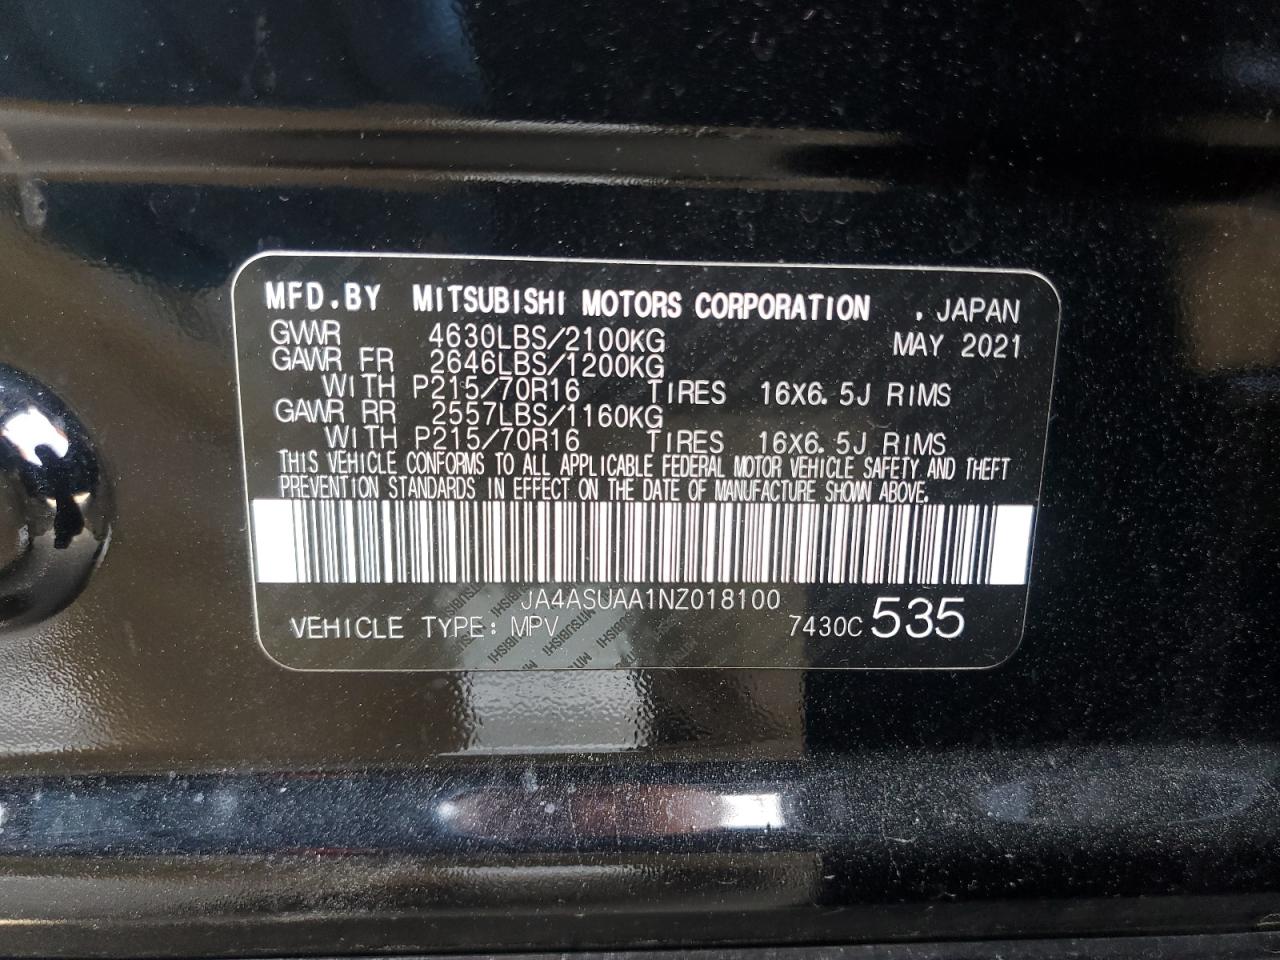 MFD.BY MITSUBISHI MOTORS CORPORATION , JAPAN
GVWR 4630LBS/2100KG MAY 2021
GAWR FR 2646LBS/1200KG
WITH P215/70R16 TIRES 16X6.5J RIMS
GAWR RR 2557LBS/1160KG
WITH P215/70R16 TIRES 16X6.5J RIMS
THIS VEHICLE CONFORMS TO ALL APPLICABLE FEDERAL MOTOR VEHICLE SAFETY AND THEFT
PREVENTION STANDARDS IN EFFECT ON THE DATE OF MANUFACTURE SHOWN ABOVE.
JA4ASUAA1NZ018100
VEHICLE TYPE: MPV 7430C 535